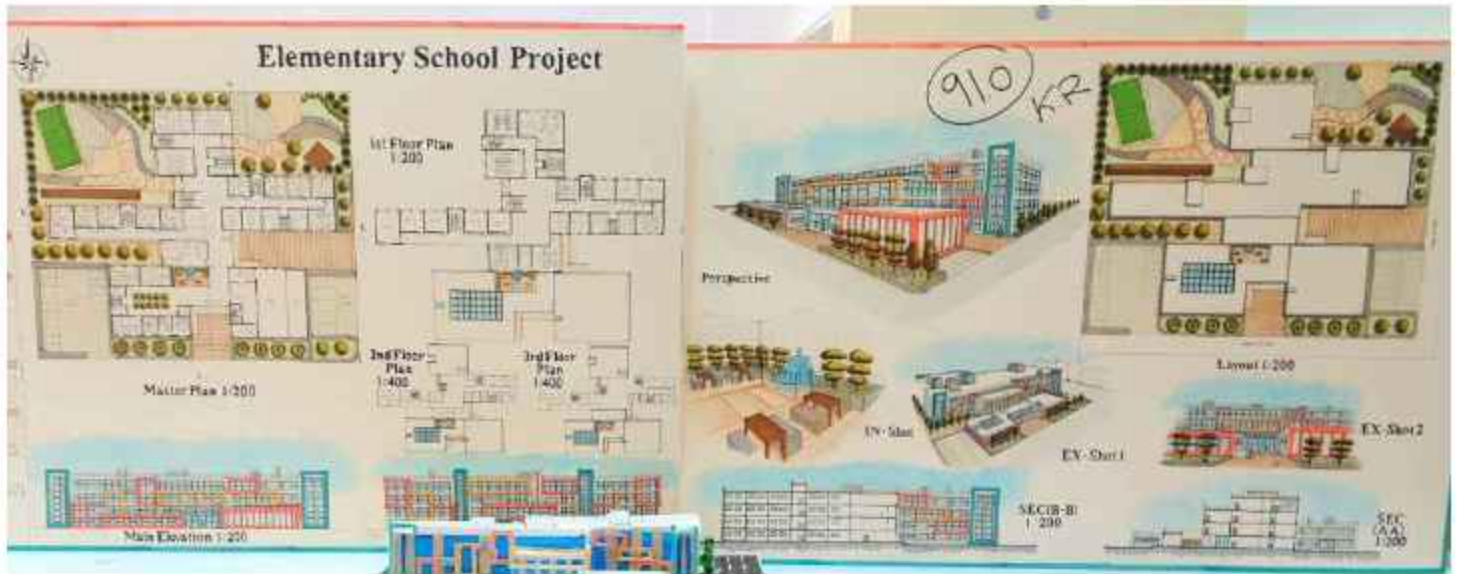 Elementary School Project
910
KR
1st Floor Plan
1:200
2nd Floor
Plan
1:400
3rd Floor
Plan
1:400
Master Plan 1:200
Main Elevation 1:200
Perspective
Layout 1:200
IN-Shot
EX-Shot 1
EX-Shot 2
SEC(B-B)
1:200
SEC
(AA)
1:200